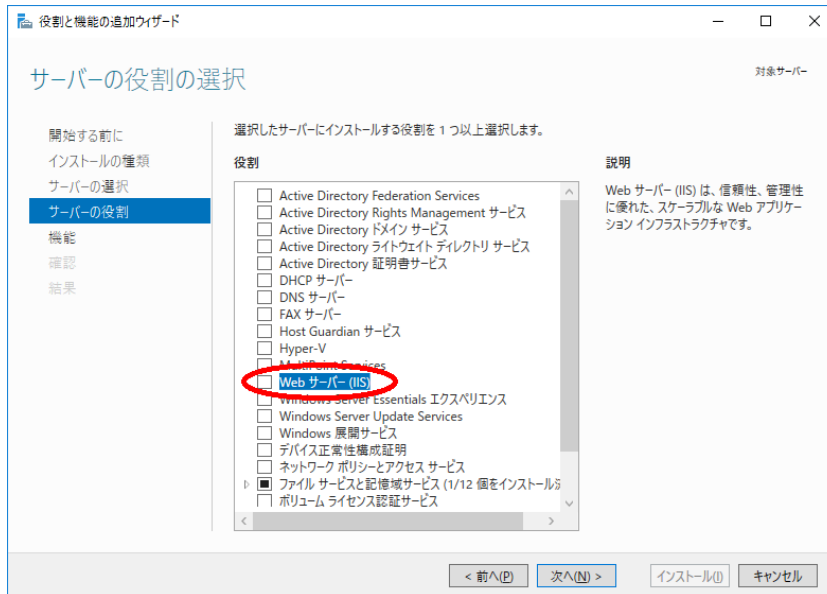 役割と機能の追加ウィザード
サーバーの役割の選択
対象サーバー
開始する前に
インストールの種類
サーバーの選択
サーバーの役割
機能
確認
結果
選択したサーバーにインストールする役割を 1 つ以上選択します。
役割
Active Directory Federation Services
Active Directory Rights Management サービス
Active Directory ドメイン サービス
Active Directory ライトウェイト ディレクトリ サービス
Active Directory 証明書サービス
DHCP サーバー
DNS サーバー
FAX サーバー
Host Guardian サービス
Hyper-V
MultiPoint Services
Web サーバー (IIS)
Windows Server Essentials エクスペリエンス
Windows Server Update Services
Windows 展開サービス
デバイス正常性構成証明
ネットワーク ポリシーとアクセス サービス
ファイル サービスと記憶域サービス (1/12 個をインストール
ボリューム ライセンス認証サービス
説明
Web サーバー (IIS) は、信頼性、管理性
に優れた、スケーラブルな Web アプリケー
ション インフラストラクチャです。
< 前へ(P)
次へ(N) >
インストール(I)
キャンセル